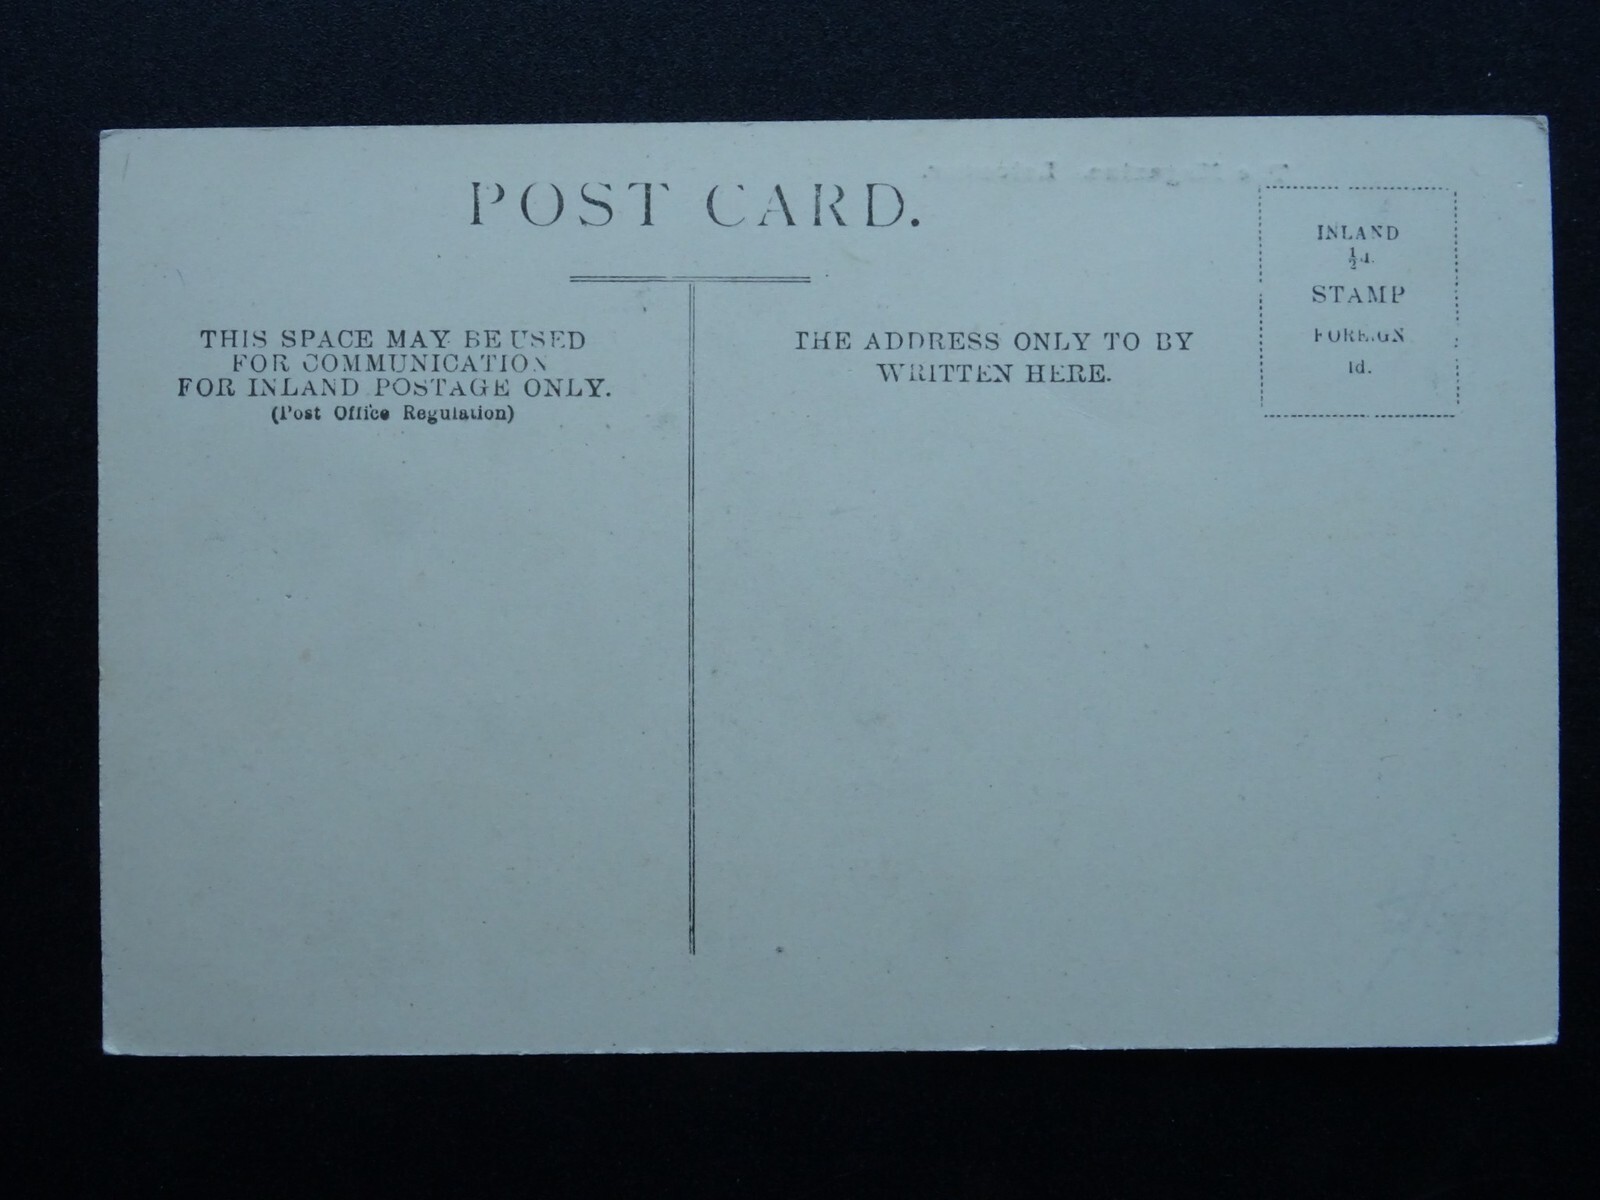 POST CARD.
THIS SPACE MAY BE USED
FOR COMMUNICATION
FOR INLAND POSTAGE ONLY.
(Post Office Regulation)
THE ADDRESS ONLY TO BY
WRITTEN HERE.
INLAND
½d.
STAMP
FOREIGN
1d.